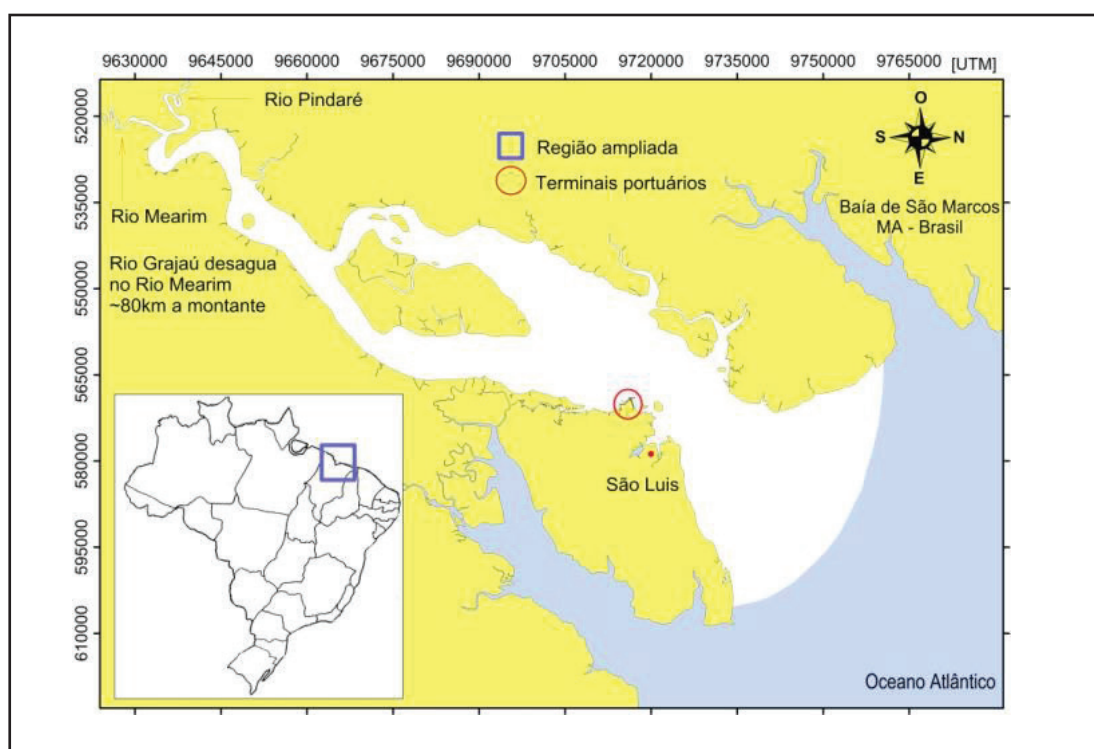 9630000 9645000 9660000 9675000 9690000 9705000 9720000 9735000 9750000 9765000 [UTM]
520000
535000
550000
565000
580000
595000
610000
Rio Pindaré
Região ampliada
Terminais portuários
O
S N
E
Baía de São Marcos
MA - Brasil
Rio Mearim
Rio Grajaú desagua
no Rio Mearim
~80km a montante
São Luis
Oceano Atlântico